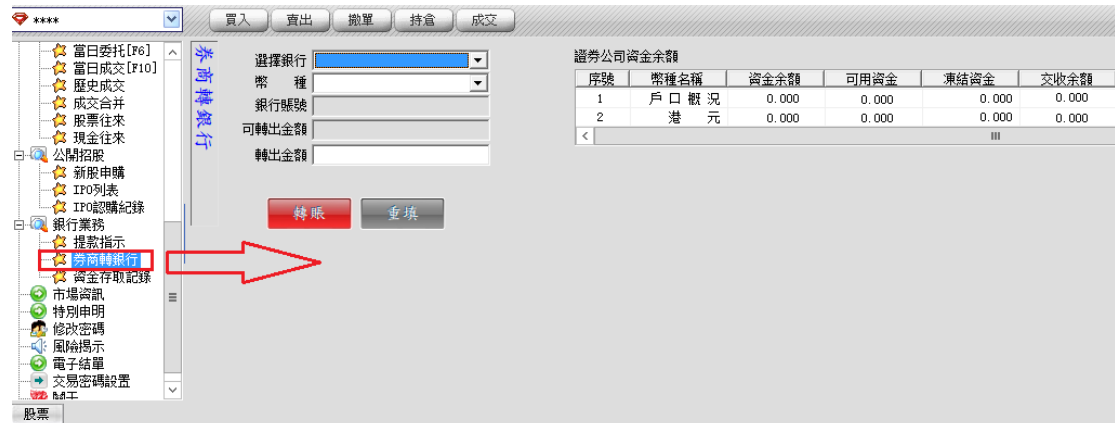 ****
買入 賣出 撤單 持倉 成交
當日委托[F6]
當日成交[F10]
歷史成交
成交合并
股票往來
現金往來
公開招股
新股申購
IPO列表
IPO認購紀錄
銀行業務
提款指示
券商轉銀行
資金存取記錄
市場資訊
特別申明
修改密碼
風險揭示
電子結單
交易密碼設置
股票
券商轉銀行
選擇銀行
幣 種
銀行賬號
可轉出金額
轉出金額
轉賬 重填
證券公司資金余額
序號 幣種名稱 資金余額 可用資金 凍結資金 交收余額
1 戶口概況 0.000 0.000 0.000 0.000
2 港 元 0.000 0.000 0.000 0.000